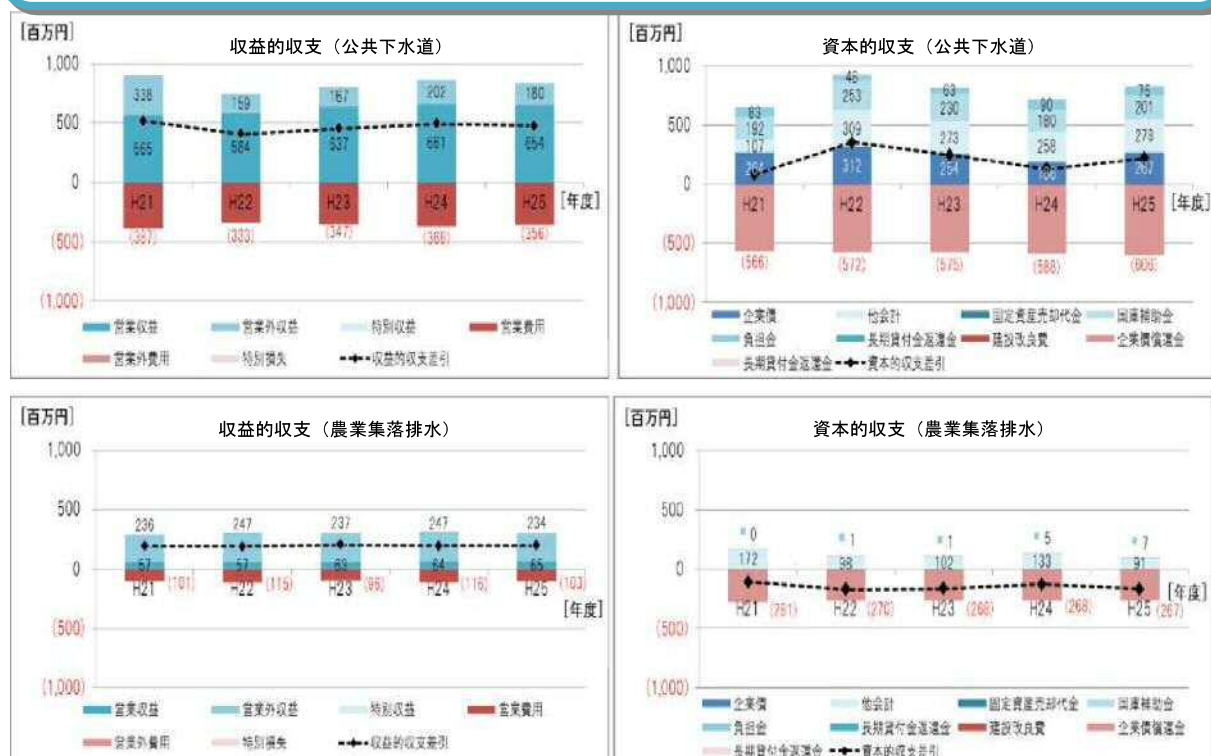 [百万円]
収益的収支（公共下水道）
1,000
500
0
(500)
(1,000)
338
159
167
202
180
565
584
637
661
654
H21
H22
H23
H24
H25
[年度]
(387)
(333)
(347)
(366)
(356)
営業収益
営業外収益
特別収益
営業費用
営業外費用
特別損失
収益的収支差引
[百万円]
資本的収支（公共下水道）
1,000
500
0
(500)
(1,000)
83
192
107
264
46
253
309
312
63
230
273
254
90
180
258
76
201
267
H21
H22
H23
H24
H25
[年度]
(566)
(572)
(575)
(588)
(606)
企業債
他会計
固定資産売却代金
国庫補助金
負担金
長期貸付金返還金
建設改良費
企業債償還金
長期貸付金返還金
資本的収支差引
[百万円]
収益的収支（農業集落排水）
1,000
500
0
(500)
(1,000)
236
247
237
247
234
57
57
63
64
65
H21
(101)
H22
(115)
H23
(96)
H24
(116)
H25
(103)
[年度]
営業収益
営業外収益
特別収益
営業費用
営業外費用
特別損失
収益的収支差引
[百万円]
資本的収支（農業集落排水）
1,000
500
0
(500)
(1,000)
0
1
1
5
7
172
98
102
133
91
H21
(261)
H22
(270)
H23
(268)
H24
(268)
H25
(267)
[年度]
企業債
他会計
固定資産売却代金
国庫補助金
負担金
長期貸付金返還金
建設改良費
企業債償還金
長期貸付金返還金
資本的収支差引